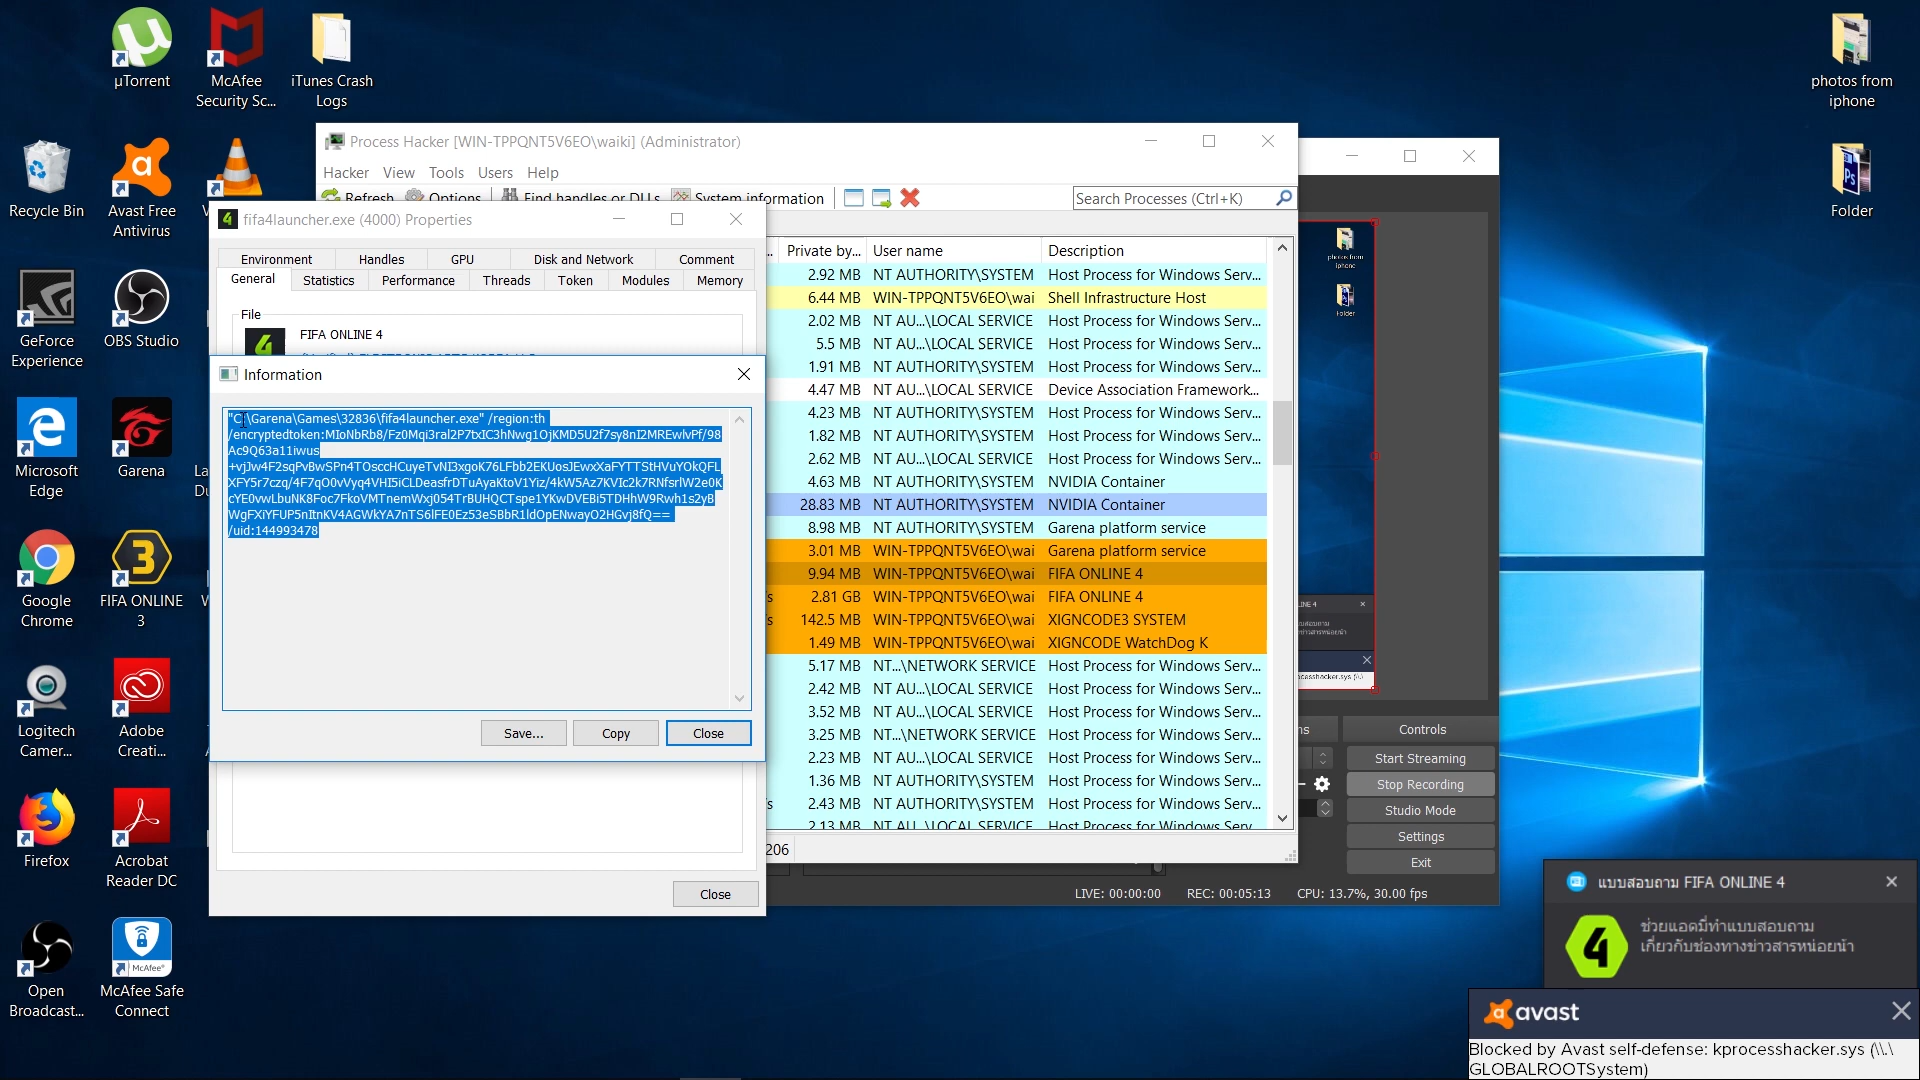 µTorrent
McAfee
Security Sc...
iTunes Crash
Logs
photos from
iphone
Recycle Bin
Avast Free
Antivirus
Folder
GeForce
Experience
OBS Studio
Microsoft
Edge
Garena
Google
Chrome
FIFA ONLINE
3
Logitech
Camer...
Adobe
Creati...
Firefox
Acrobat
Reader DC
Open
Broadcast...
McAfee Safe
Connect
Process Hacker [WIN-TPPQNT5V6EO\waiki] (Administrator)
Hacker View Tools Users Help
Refresh Options Find handles or DLLs System information Search Processes (Ctrl+K)
fifa4launcher.exe (4000) Properties
Environment Handles GPU Disk and Network Comment
General Statistics Performance Threads Token Modules Memory
File
FIFA ONLINE 4
Information
"C:\Garena\Games\32836\fifa4launcher.exe" /region:th
/encryptedtoken:MIoNbRb8/Fz0Mqi3ral2P7txIC3hNwg1OjKMD5U2f7sy8nI2MREwlvPf/98
Ac9Q63a11iwus
+vjJw4F2sqPvBwSPn4TOsccHCuyeTvNI3xgoK76LFbb2EKUosJEwxXaFYTTStHVuYOkQFL
XFY5r7czq/4F7qO0vVyq4VHI5iCLDeasfrDTuAyaKtoV1Yiz/4kW5Az7KVIc2k7RNfsrlW2e0K
cYE0vwLbuNK8Foc7FkoVMTnemWxj054TrBUHQCTspe1YKwDVEBi5TDHhW9Rwh1s2yB
WgFXiYFUP5nItnKV4AGWkYA7nTS6lFE0Ez53eSBbR1ldOpENwayO2HGvj8fQ==
/uid:144993478
Save... Copy Close
Close
Private by... User name Description
2.92 MB NT AUTHORITY\SYSTEM Host Process for Windows Serv...
6.44 MB WIN-TPPQNT5V6EO\wai Shell Infrastructure Host
2.02 MB NT AU...\LOCAL SERVICE Host Process for Windows Serv...
5.5 MB NT AU...\LOCAL SERVICE Host Process for Windows Serv...
1.91 MB NT AUTHORITY\SYSTEM Host Process for Windows Serv...
4.47 MB NT AU...\LOCAL SERVICE Device Association Framework...
4.23 MB NT AUTHORITY\SYSTEM Host Process for Windows Serv...
1.82 MB NT AUTHORITY\SYSTEM Host Process for Windows Serv...
2.62 MB NT AU...\LOCAL SERVICE Host Process for Windows Serv...
4.63 MB NT AUTHORITY\SYSTEM NVIDIA Container
28.83 MB NT AUTHORITY\SYSTEM NVIDIA Container
8.98 MB NT AUTHORITY\SYSTEM Garena platform service
3.01 MB WIN-TPPQNT5V6EO\wai Garena platform service
9.94 MB WIN-TPPQNT5V6EO\wai FIFA ONLINE 4
2.81 GB WIN-TPPQNT5V6EO\wai FIFA ONLINE 4
142.5 MB WIN-TPPQNT5V6EO\wai XIGNCODE3 SYSTEM
1.49 MB WIN-TPPQNT5V6EO\wai XIGNCODE WatchDog K
5.17 MB NT...\NETWORK SERVICE Host Process for Windows Serv...
2.42 MB NT AU...\LOCAL SERVICE Host Process for Windows Serv...
3.52 MB NT AU...\LOCAL SERVICE Host Process for Windows Serv...
3.25 MB NT...\NETWORK SERVICE Host Process for Windows Serv...
2.23 MB NT AU...\LOCAL SERVICE Host Process for Windows Serv...
1.36 MB NT AUTHORITY\SYSTEM Host Process for Windows Serv...
2.43 MB NT AUTHORITY\SYSTEM Host Process for Windows Serv...
2.13 MB NT AU...\LOCAL SERVICE Host Process for Windows Serv...
206
photos from
iphone
Folder
Controls
Start Streaming
Stop Recording
Studio Mode
Settings
Exit
LIVE: 00:00:00 REC: 00:05:13 CPU: 13.7%, 30.00 fps
แบบสอบถาม FIFA ONLINE 4
ช่วยแอดมี่ทำแบบสอบถาม
เกี่ยวกับช่องทางข่าวสารหน่อยน้า
avast
Blocked by Avast self-defense: kprocesshacker.sys (\\.\
GLOBALROOTSystem)